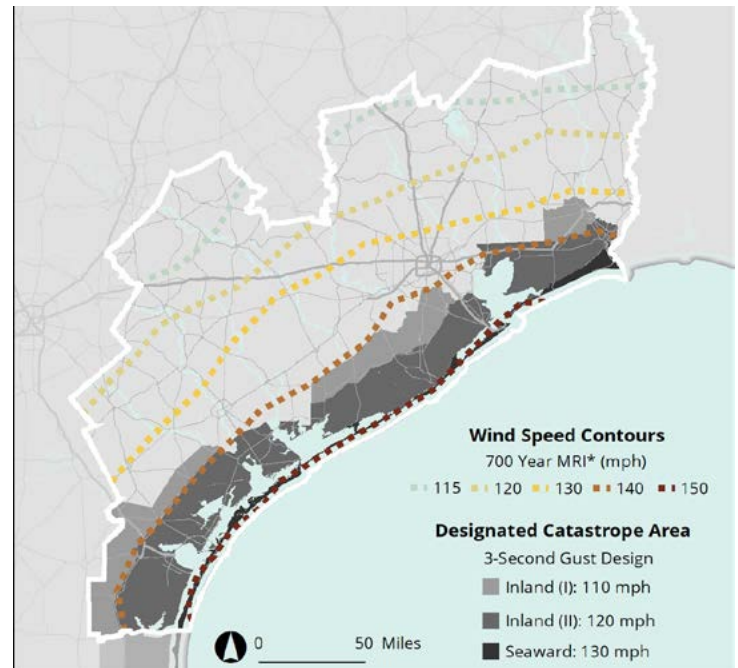 Wind Speed Contours
700 Year MRI* (mph)
115 120 130 140 150
Designated Catastrope Area
3-Second Gust Design
Inland (I): 110 mph
Inland (II): 120 mph
Seaward: 130 mph
0 50 Miles